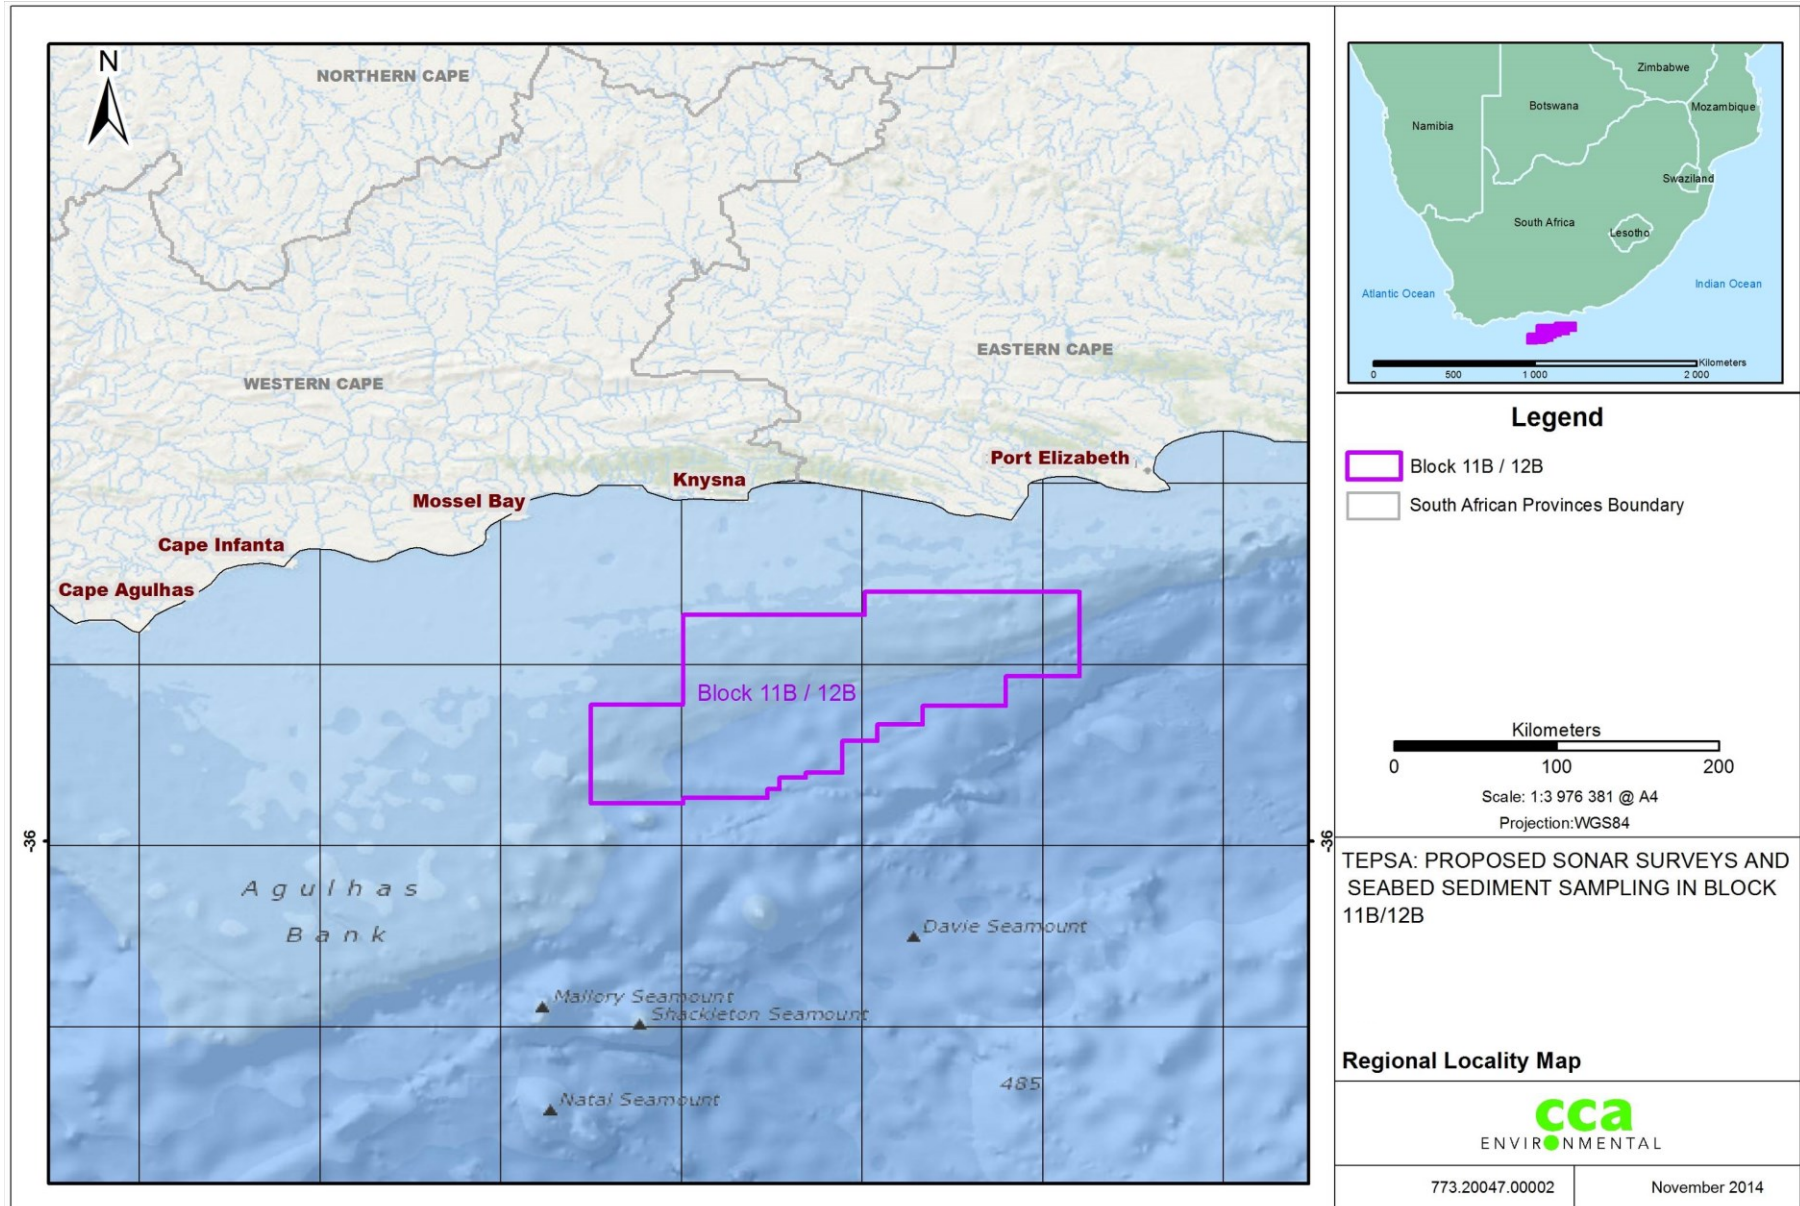 N
NORTHERN CAPE
WESTERN CAPE
EASTERN CAPE
Port Elizabeth
Knysna
Mossel Bay
Cape Infanta
Cape Agulhas
Block 11B / 12B
-36
-36
Agulhas
Bank
Davie Seamount
Mallory Seamount
Shackleton Seamount
Natal Seamount
485
Zimbabwe
Botswana
Mozambique
Namibia
Swaziland
South Africa
Lesotho
Atlantic Ocean
Indian Ocean
Kilometers
0 500 1 000 2 000
Legend
Block 11B / 12B
South African Provinces Boundary
Kilometers
0 100 200
Scale: 1:3 976 381 @ A4
Projection:WGS84
TEPSA: PROPOSED SONAR SURVEYS AND
SEABED SEDIMENT SAMPLING IN BLOCK
11B/12B
Regional Locality Map
cca
ENVIRONMENTAL
773.20047.00002
November 2014